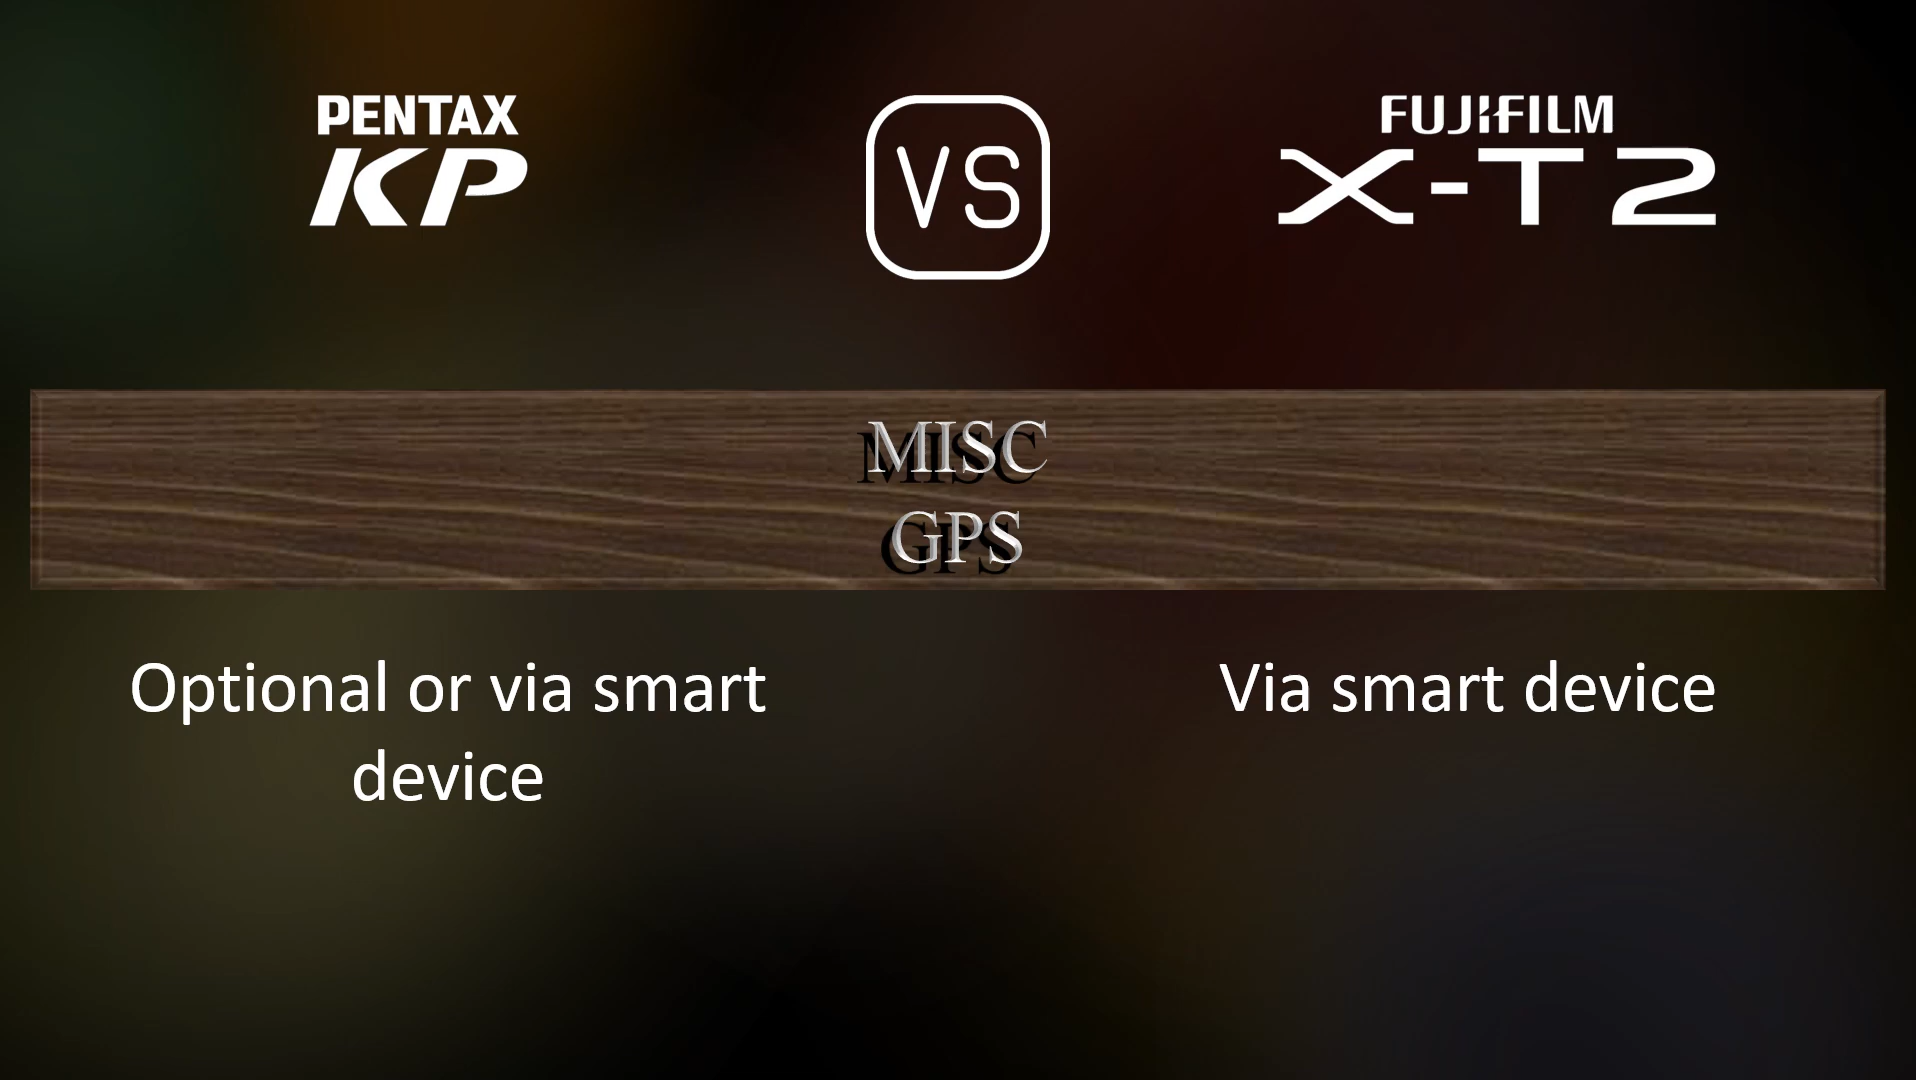 PENTAX
KP
VS
FUJIFILM
X-T2
MISC
GPS
Optional or via smart
device
Via smart device